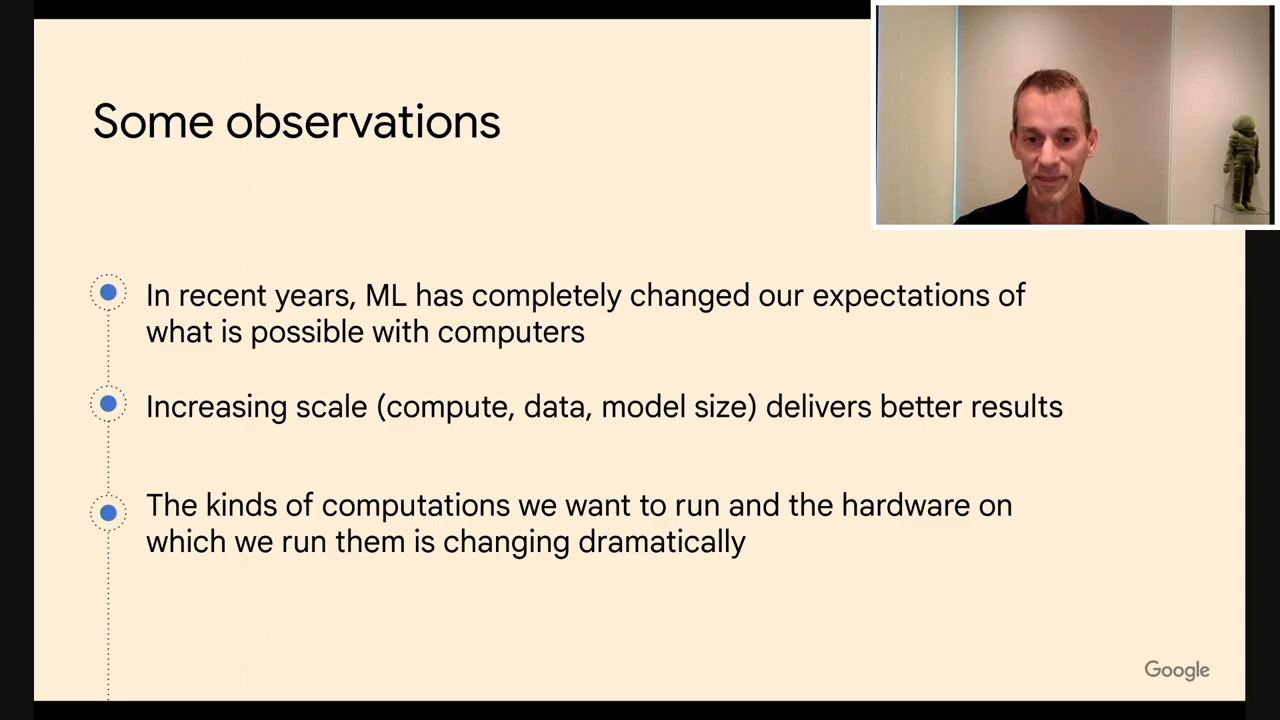 Some observations
In recent years, ML has completely changed our expectations of
what is possible with computers
Increasing scale (compute, data, model size) delivers better results
The kinds of computations we want to run and the hardware on
which we run them is changing dramatically
Google